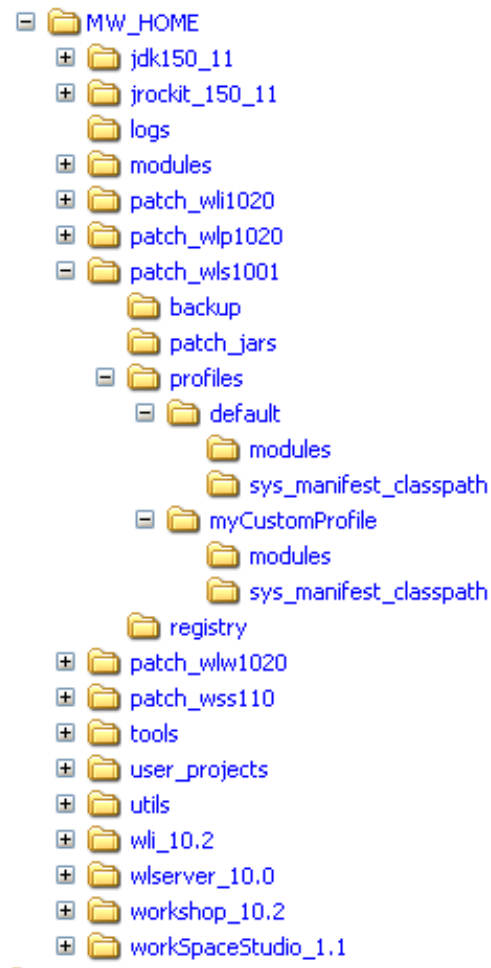 MW_HOME
jdk150_11
jrockit_150_11
logs
modules
patch_wli1020
patch_wlp1020
patch_wls1001
backup
patch_jars
profiles
default
modules
sys_manifest_classpath
myCustomProfile
modules
sys_manifest_classpath
registry
patch_wlw1020
patch_wss110
tools
user_projects
utils
wli_10.2
wlserver_10.0
workshop_10.2
workSpaceStudio_1.1